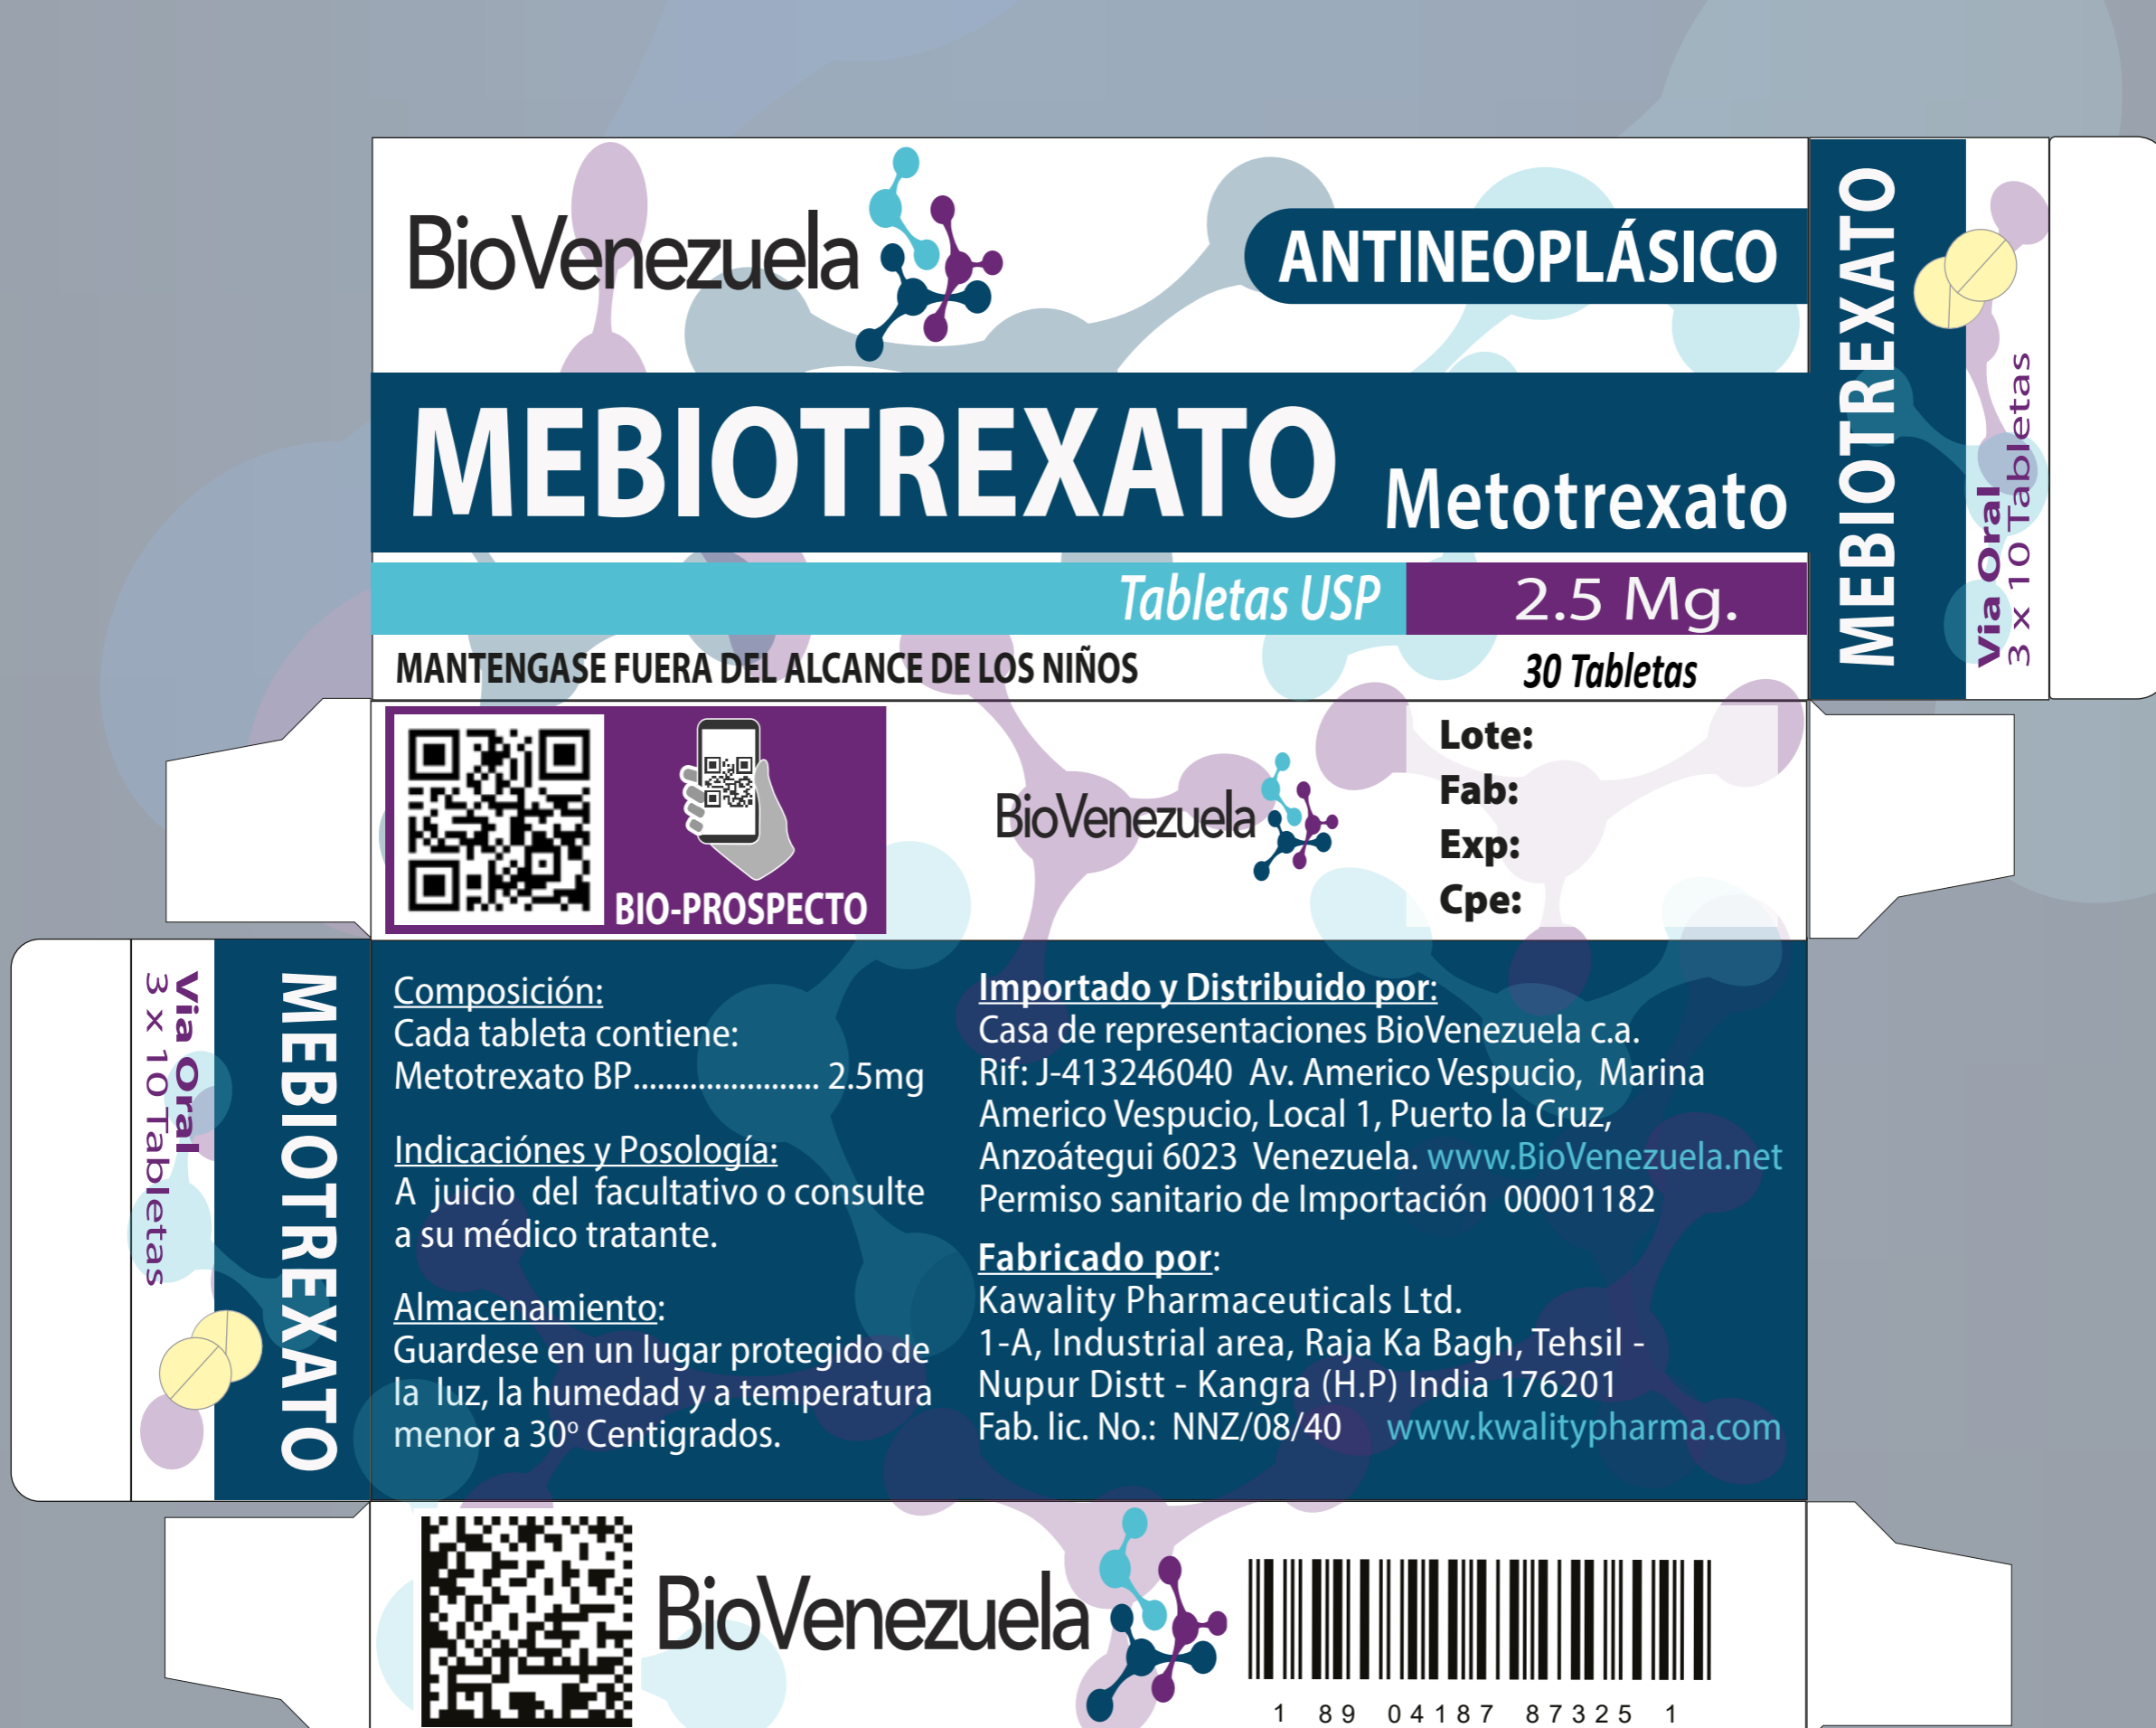 BioVenezuela
ANTINEOPLÁSICO
MEBIOTREXATO Metotrexato
Tabletas USP 2.5 Mg.
MANTENGASE FUERA DEL ALCANCE DE LOS NIÑOS 30 Tabletas
MEBIOTREXATO
Via Oral
3 x 10 Tabletas
BIO-PROSPECTO
BioVenezuela
Lote:
Fab:
Exp:
Cpe:
MEBIOTREXATO
Via Oral
3 x 10 Tabletas
Composición:
Cada tableta contiene:
Metotrexato BP....................... 2.5mg
Indicaciónes y Posología:
A juicio del facultativo o consulte
a su médico tratante.
Almacenamiento:
Guardese en un lugar protegido de
la luz, la humedad y a temperatura
menor a 30º Centigrados.
Importado y Distribuido por:
Casa de representaciones BioVenezuela c.a.
Rif: J-413246040 Av. Americo Vespucio, Marina
Americo Vespucio, Local 1, Puerto la Cruz,
Anzoátegui 6023 Venezuela. www.BioVenezuela.net
Permiso sanitario de Importación 00001182
Fabricado por:
Kawality Pharmaceuticals Ltd.
1-A, Industrial area, Raja Ka Bagh, Tehsil -
Nupur Distt - Kangra (H.P) India 176201
Fab. lic. No.: NNZ/08/40 www.kwalitypharma.com
BioVenezuela
1 89 04187 87325 1